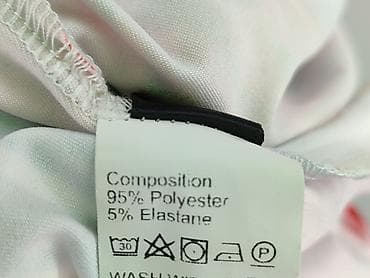 Composition
95% Polyester
5% Elastane
30 P